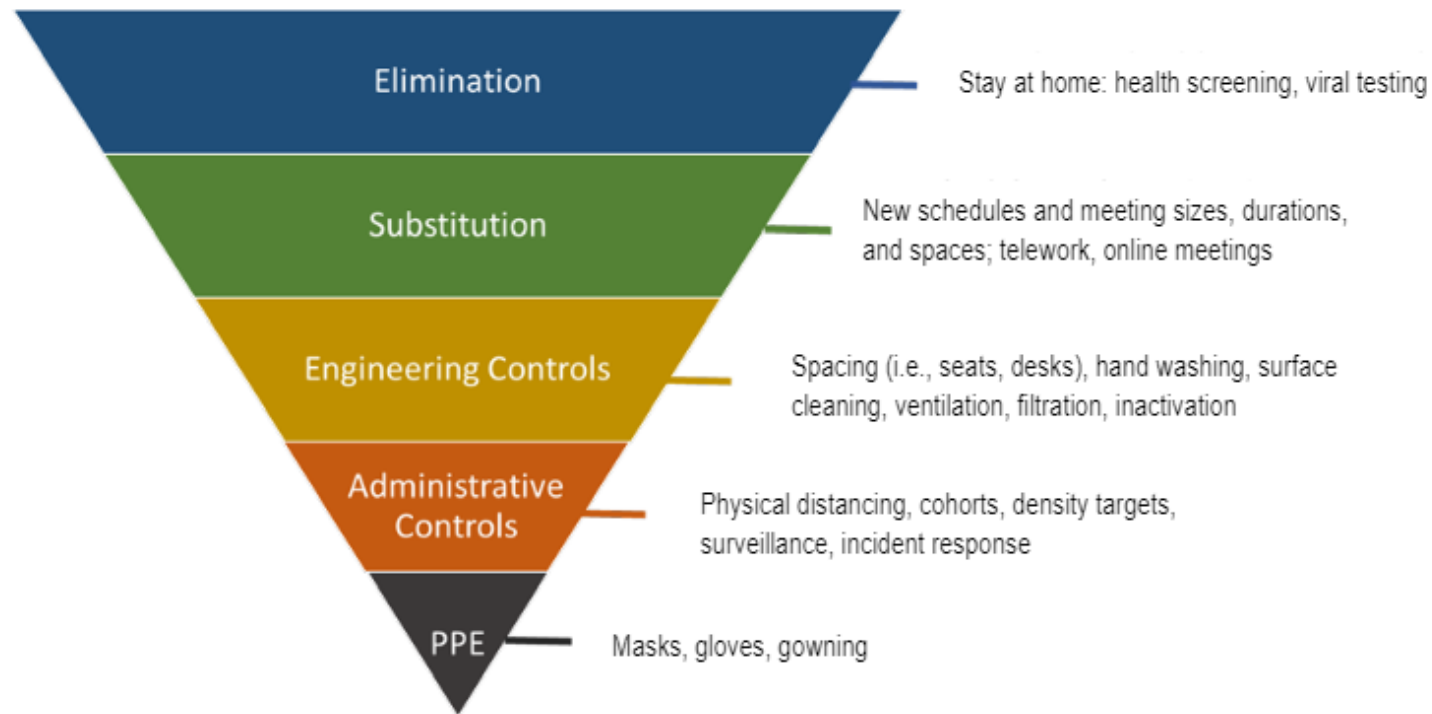 Elimination
Stay at home: health screening, viral testing
Substitution
New schedules and meeting sizes, durations,
and spaces; telework, online meetings
Engineering Controls
Spacing (i.e., seats, desks), hand washing, surface
cleaning, ventilation, filtration, inactivation
Administrative
Controls
Physical distancing, cohorts, density targets,
surveillance, incident response
PPE
Masks, gloves, gowning